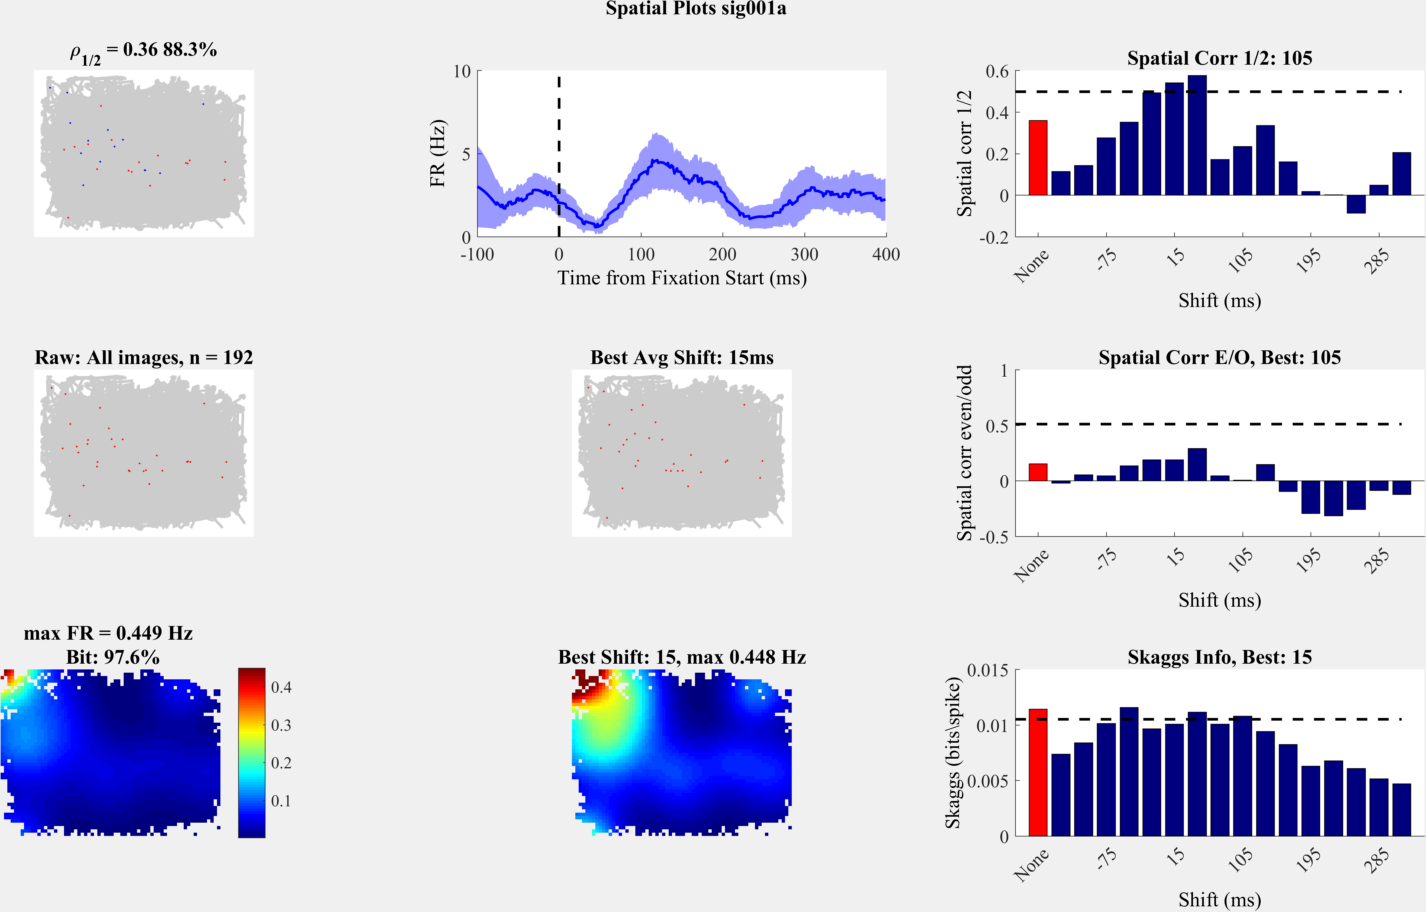 Spatial Plots sig001a
ρ1/2 = 0.36 88.3%
10
5
0
FR (Hz)
-100 0 100 200 300 400
Time from Fixation Start (ms)
Spatial Corr 1/2: 105
0.6
0.4
0.2
0
-0.2
Spatial corr 1/2
None -75 15 105 195 285
Shift (ms)
Raw: All images, n = 192
Best Avg Shift: 15ms
Spatial Corr E/O, Best: 105
1
0.5
0
-0.5
Spatial corr even/odd
None -75 15 105 195 285
Shift (ms)
max FR = 0.449 Hz
Bit: 97.6%
0.4
0.3
0.2
0.1
Best Shift: 15, max 0.448 Hz
Skaggs Info, Best: 15
0.015
0.01
0.005
0
Skaggs (bits\spike)
None -75 15 105 195 285
Shift (ms)